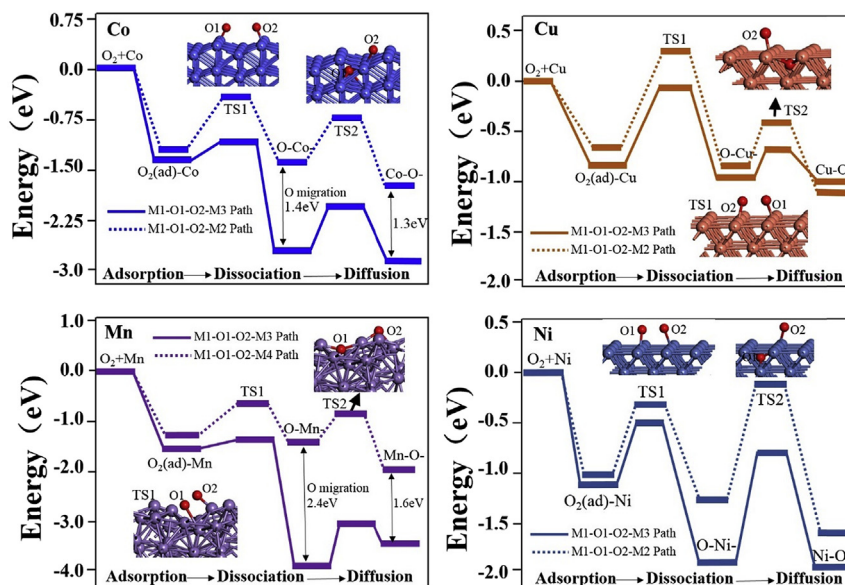 Co
0.75
0.0
-0.75
-1.50
-2.25
-3.0
Energy (eV)
O2+Co
O2(ad)-Co
TS1
O-Co-
TS2
Co-O-
O1
O2
O2
O migration
1.4eV
1.3eV
M1-O1-O2-M3 Path
M1-O1-O2-M2 Path
Adsorption → Dissociation → Diffusion
Cu
0.5
0.0
-0.5
-1.0
-1.5
-2.0
Energy (eV)
O2+Cu
O2(ad)-Cu
TS1
O-Cu-
TS2
Cu-O
O2
TS1
O2
O1
M1-O1-O2-M3 Path
M1-O1-O2-M2 Path
Adsorption → Dissociation → Diffusion
Mn
1.0
0.0
-1.0
-2.0
-3.0
-4.0
Energy (eV)
M1-O1-O2-M3 Path
M1-O1-O2-M4 Path
O2+Mn
O2(ad)-Mn
TS1
O-Mn-
TS2
Mn-O-
O1
O2
TS1
O1
O2
O migration
2.4eV
1.6eV
Adsorption → Dissociation → Diffusion
Ni
0.5
0.0
-0.5
-1.0
-1.5
-2.0
Energy (eV)
O2+Ni
O2(ad)-Ni
TS1
O-Ni-
TS2
Ni-O
O1
O2
O2
M1-O1-O2-M3 Path
M1-O1-O2-M2 Path
Adsorption → Dissociation → Diffusion